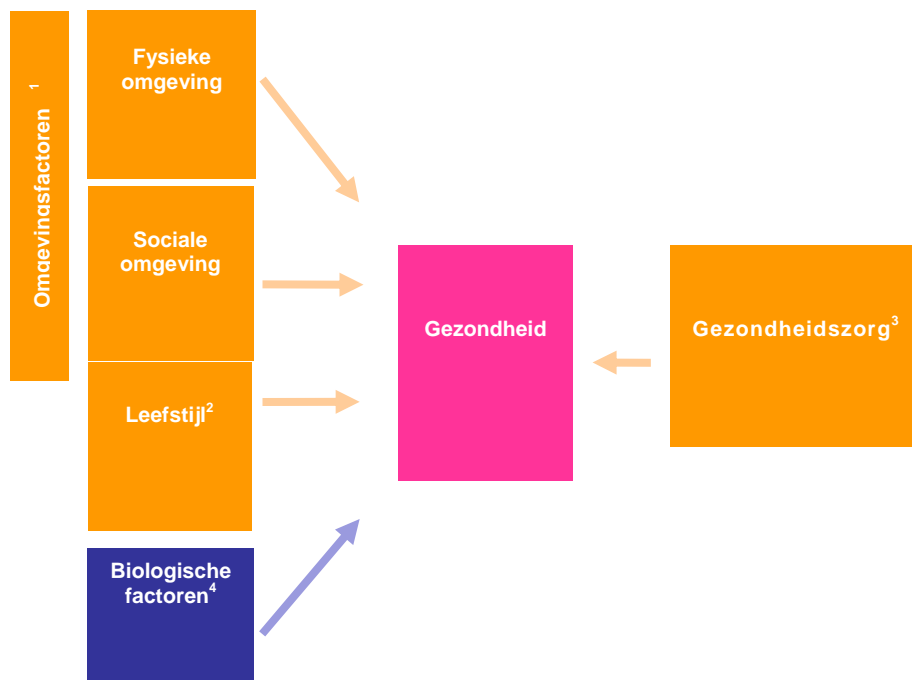 Omgevingsfactoren ¹
Fysieke
omgeving
Sociale
omgeving
Leefstijl²
Biologische
factoren⁴
Gezondheid
Gezondheidszorg³